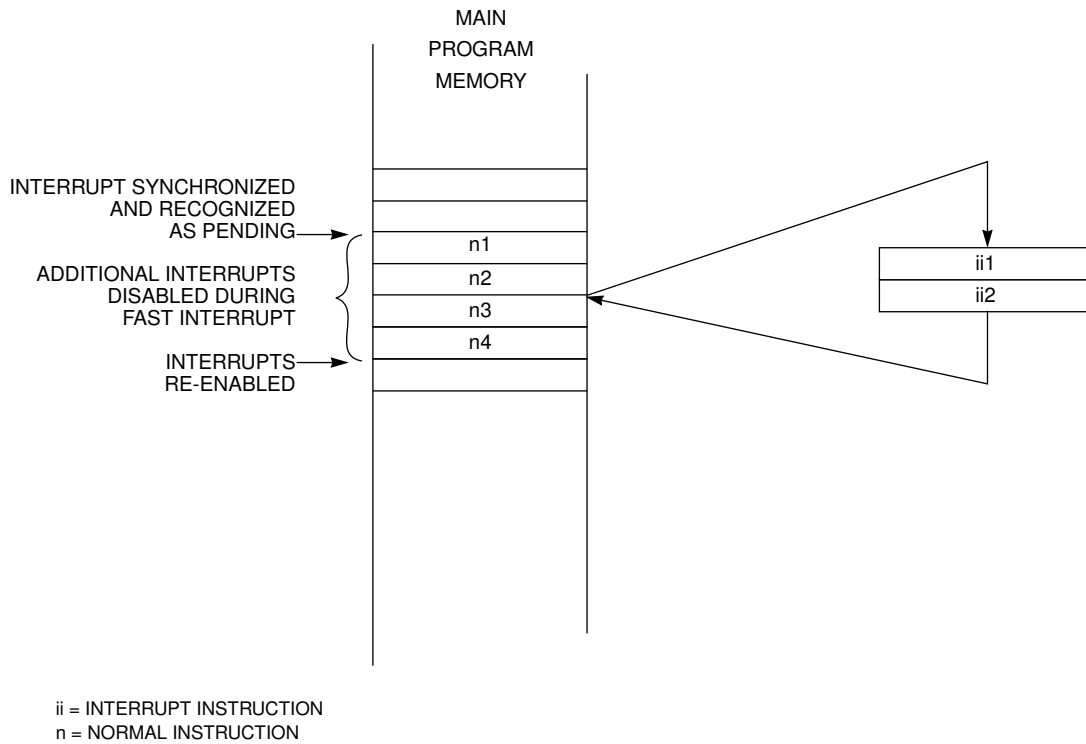 MAIN
PROGRAM
MEMORY
INTERRUPT SYNCHRONIZED
AND RECOGNIZED
AS PENDING
n1
ADDITIONAL INTERRUPTS
DISABLED DURING
FAST INTERRUPT
n2
n3
n4
INTERRUPTS
RE-ENABLED
ii1
ii2
ii = INTERRUPT INSTRUCTION
n = NORMAL INSTRUCTION